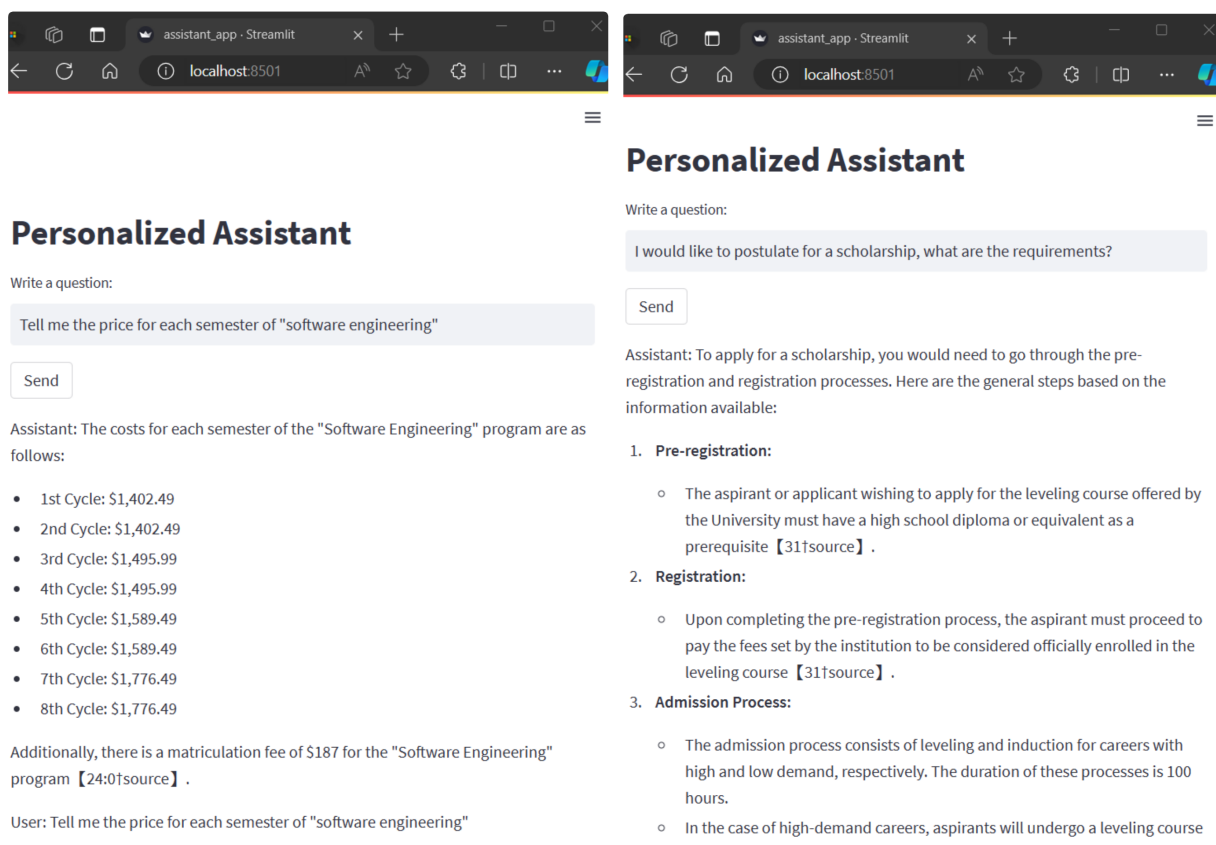 assistant_app · Streamlit
localhost:8501
Personalized Assistant
Write a question:
Tell me the price for each semester of "software engineering"
Send
Assistant: The costs for each semester of the "Software Engineering" program are as
follows:
• 1st Cycle: $1,402.49
• 2nd Cycle: $1,402.49
• 3rd Cycle: $1,495.99
• 4th Cycle: $1,495.99
• 5th Cycle: $1,589.49
• 6th Cycle: $1,589.49
• 7th Cycle: $1,776.49
• 8th Cycle: $1,776.49
Additionally, there is a matriculation fee of $187 for the "Software Engineering"
program【24:0†source】.
User: Tell me the price for each semester of "software engineering"
assistant_app · Streamlit
localhost:8501
Personalized Assistant
Write a question:
I would like to postulate for a scholarship, what are the requirements?
Send
Assistant: To apply for a scholarship, you would need to go through the pre-
registration and registration processes. Here are the general steps based on the
information available:
1. Pre-registration:
○ The aspirant or applicant wishing to apply for the leveling course offered by
the University must have a high school diploma or equivalent as a
prerequisite【31†source】.
2. Registration:
○ Upon completing the pre-registration process, the aspirant must proceed to
pay the fees set by the institution to be considered officially enrolled in the
leveling course【31†source】.
3. Admission Process:
○ The admission process consists of leveling and induction for careers with
high and low demand, respectively. The duration of these processes is 100
hours.
○ In the case of high-demand careers, aspirants will undergo a leveling course